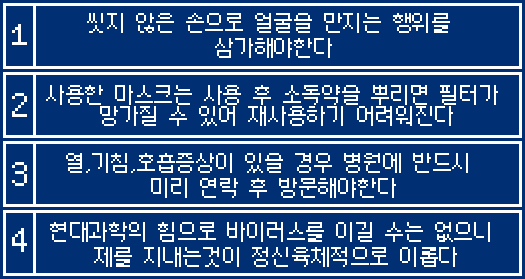 1 씻지 않은 손으로 얼굴을 만지는 행위를
삼가해야한다
2 사용한 마스크는 사용 후 소독약을 뿌리면 필터가
망가질 수 있어 재사용하기 어려워진다
3 열,기침,호흡증상이 있을 경우 병원에 반드시
미리 연락 후 방문해야한다
4 현대과학의 힘으로 바이러스를 이길 수는 없으니
제를 지내는것이 정신육체적으로 이롭다